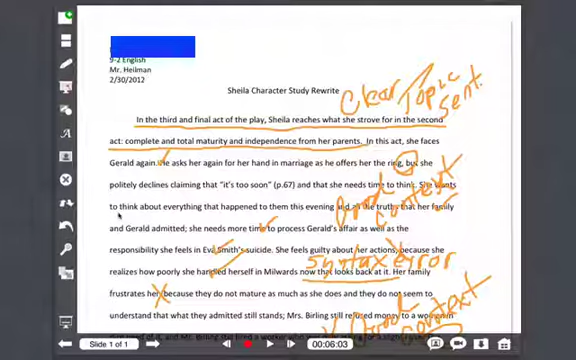 9-2 English
Mr. Heilman
2/30/2012
Sheila Character Study Rewrite
Clear Topic
sent.
In the third and final act of the play, Sheila reaches what she strove for in the second
act: complete and total maturity and independence from her parents. In this act, she faces
Gerald again. He asks her again for her hand in marriage as he offers her the ring, but she
politely declines claiming that "it's too soon" (p.67) and that she needs time to think. She wants
Good
context
to think about everything that happened to them this evening and all the truths that her family
and Gerald admitted; she needs more time to process Gerald's affair as well as the
responsibility she feels in Eva Smith's suicide. She feels guilty about her actions, because she
syntax error
realizes how poorly she handled herself in Milwards now that looks back at it. Her family
frustrates her because they do not mature as much as she does and they do not seem to
X
Good
context
understand that what they admitted still stands; Mrs. Birling still refused money to a
Slide 1 of 1
00:06:03